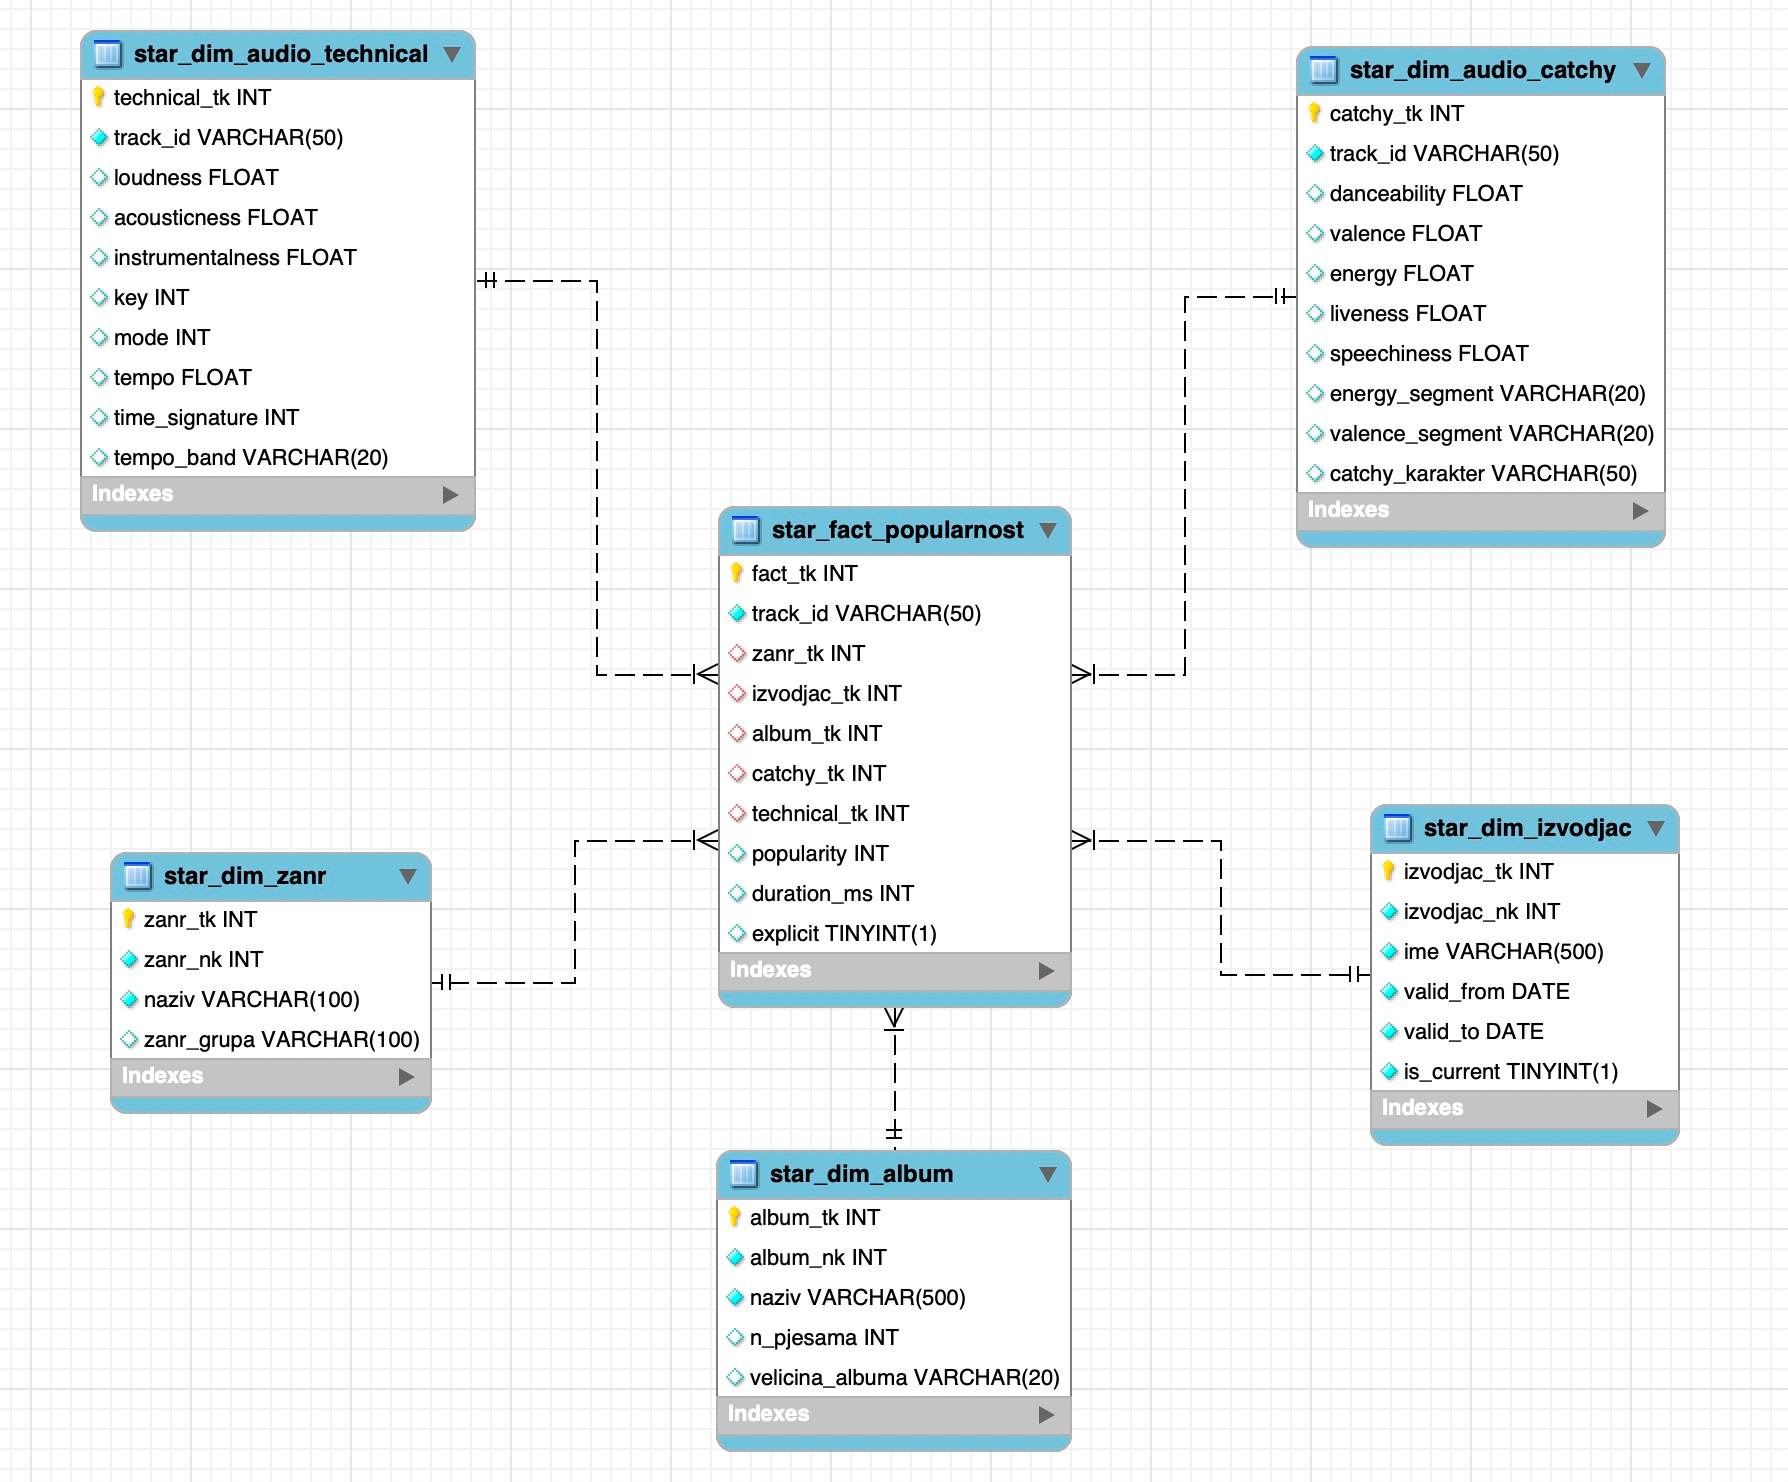 star_dim_audio_technical
technical_tk INT
track_id VARCHAR(50)
loudness FLOAT
acousticness FLOAT
instrumentalness FLOAT
key INT
mode INT
tempo FLOAT
time_signature INT
tempo_band VARCHAR(20)
Indexes
star_dim_audio_catchy
catchy_tk INT
track_id VARCHAR(50)
danceability FLOAT
valence FLOAT
energy FLOAT
liveness FLOAT
speechiness FLOAT
energy_segment VARCHAR(20)
valence_segment VARCHAR(20)
catchy_karakter VARCHAR(50)
Indexes
star_fact_popularnost
fact_tk INT
track_id VARCHAR(50)
zanr_tk INT
izvodjac_tk INT
album_tk INT
catchy_tk INT
technical_tk INT
popularity INT
duration_ms INT
explicit TINYINT(1)
Indexes
star_dim_zanr
zanr_tk INT
zanr_nk INT
naziv VARCHAR(100)
zanr_grupa VARCHAR(100)
Indexes
star_dim_izvodjac
izvodjac_tk INT
izvodjac_nk INT
ime VARCHAR(500)
valid_from DATE
valid_to DATE
is_current TINYINT(1)
Indexes
star_dim_album
album_tk INT
album_nk INT
naziv VARCHAR(500)
n_pjesama INT
velicina_albuma VARCHAR(20)
Indexes